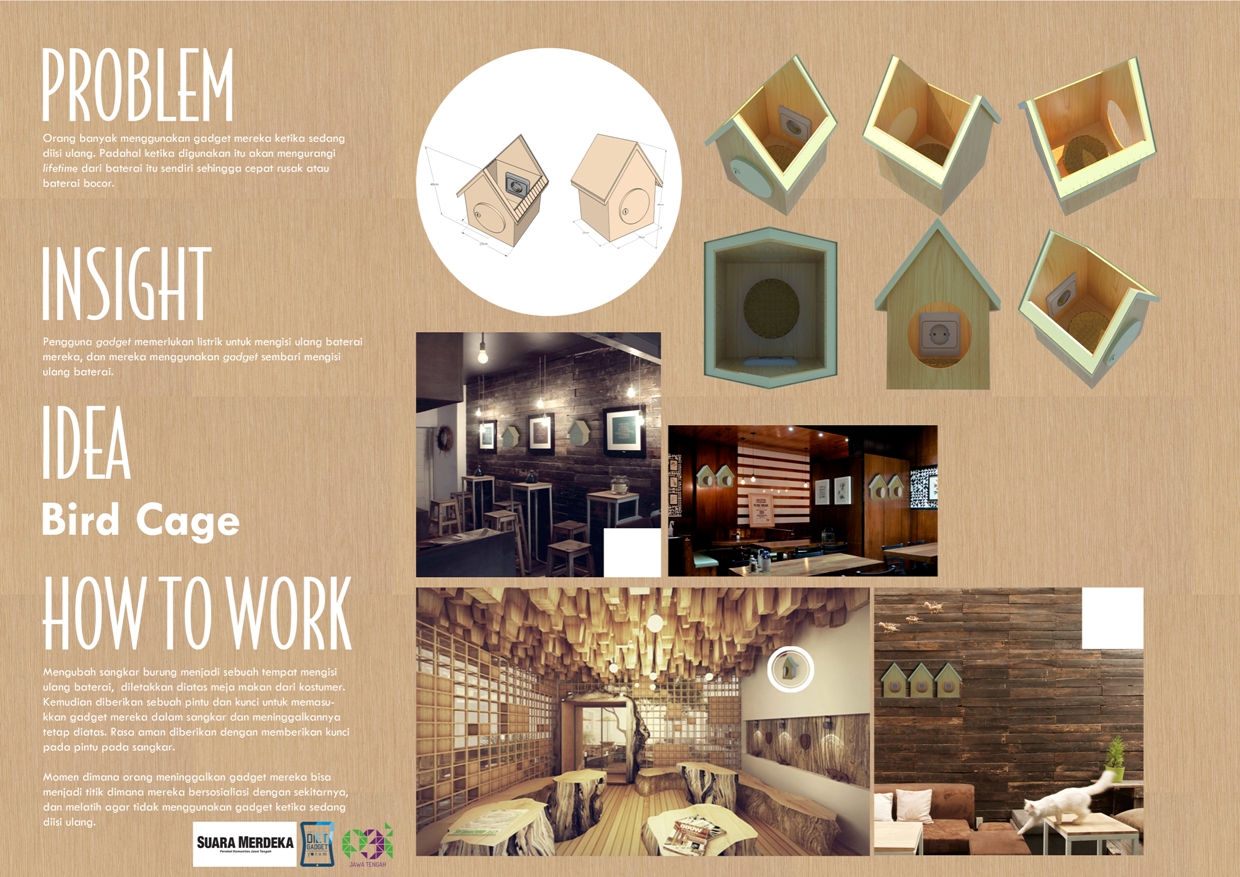 PROBLEM
Orang banyak menggunakan gadget mereka ketika sedang
diisi ulang. Padahal ketika digunakan itu akan mengurangi
lifetime dari baterai itu sendiri sehingga cepat rusak atau
baterai bocor.
INSIGHT
Pengguna gadget memerlukan listrik untuk mengisi ulang baterai
mereka, dan mereka menggunakan gadget sembari mengisi
ulang baterai.
IDEA
Bird Cage
HOW TO WORK
Mengubah sangkar burung menjadi sebuah tempat mengisi
ulang baterai, diletakkan diatas meja makan dari kostumer.
Kemudian diberikan sebuah pintu dan kunci untuk memasu-
kkan gadget mereka dalam sangkar dan meninggalkannya
tetap diatas. Rasa aman diberikan dengan memberikan kunci
pada pintu pada sangkar.
Momen dimana orang meninggalkan gadget mereka bisa
menjadi titik dimana mereka bersosialiasi dengan sekitarnya,
dan melatih agar tidak menggunakan gadget ketika sedang
diisi ulang.
SUARA MERDEKA
Perekat Komunitas Jawa Tengah
DIET
GADGET
JAWA TENGAH